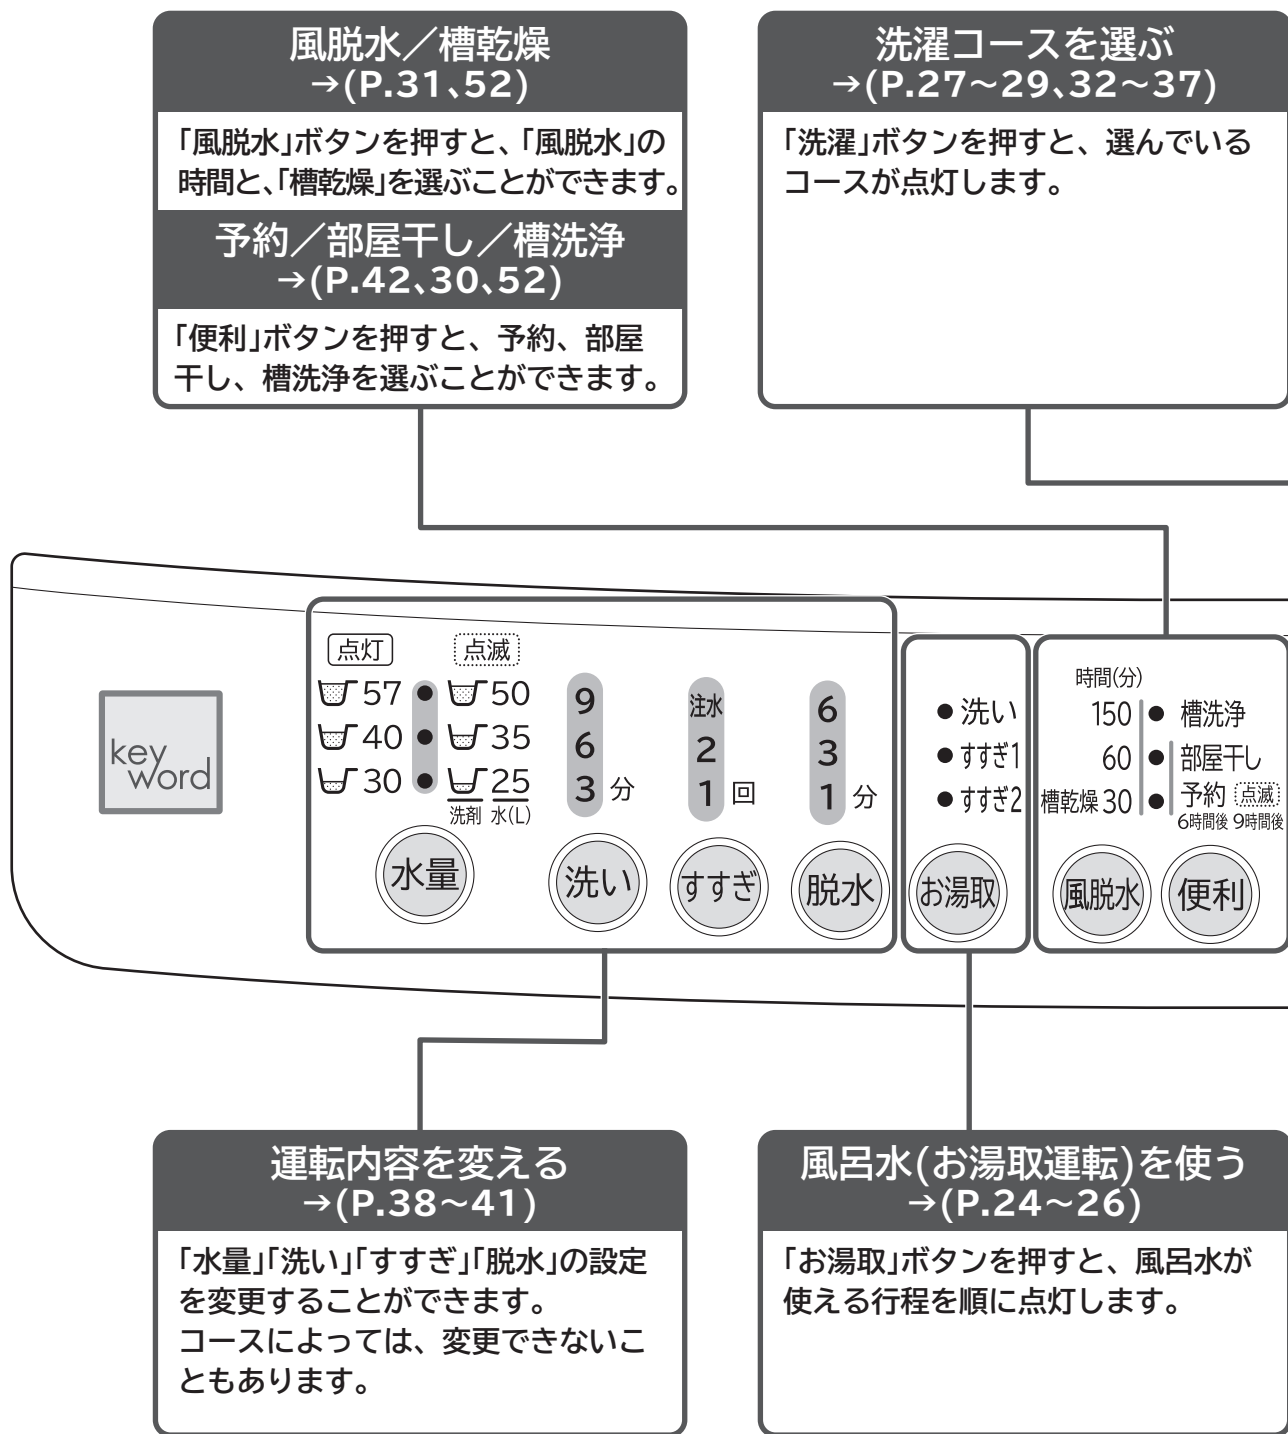 風脱水／槽乾燥
→(P.31、52)
「風脱水」ボタンを押すと、「風脱水」の
時間と、「槽乾燥」を選ぶことができます。
予約／部屋干し／槽洗浄
→(P.42、30、52)
「便利」ボタンを押すと、予約、部屋
干し、槽洗浄を選ぶことができます。
洗濯コースを選ぶ
→(P.27～29、32～37)
「洗濯」ボタンを押すと、選んでいる
コースが点灯します。
key
word
点灯 点滅
57 50
40 35
30 25
洗剤 水(L)
水量
9
6
3 分
洗い
注水
2
1 回
すすぎ
6
3
1 分
脱水
洗い
すすぎ1
すすぎ2
お湯取
時間(分)
150 槽洗浄
60 部屋干し
槽乾燥 30 予約 点滅
6時間後 9時間後
風脱水 便利
運転内容を変える
→(P.38～41)
「水量」「洗い」「すすぎ」「脱水」の設定
を変更することができます。
コースによっては、変更できないこ
ともあります。
風呂水(お湯取運転)を使う
→(P.24～26)
「お湯取」ボタンを押すと、風呂水が
使える行程を順に点灯します。